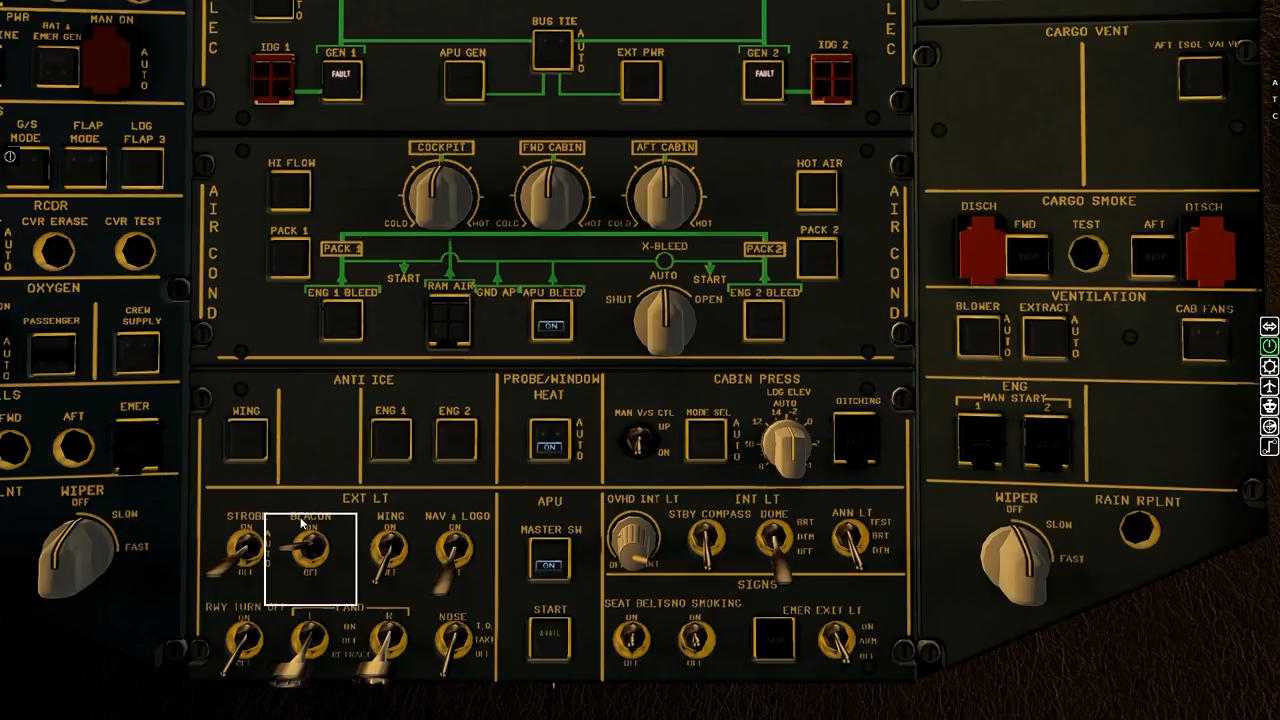 PWR
MAN ON
RAT &
EMER GEN
AUTO
BUS TIE
AUTO
IDG 1
GEN 1
FAULT
APU GEN
EXT PWR
GEN 2
FAULT
IDG 2
CARGO VENT
AFT ISOL VALV
G/S
MODE
FLAP
MODE
LDG
FLAP 3
COCKPIT
FWD CABIN
AFT CABIN
HI FLOW
HOT AIR
COLD
HOT
COLD
HOT
COLD
HOT
AIR COND
AIR COND
RCDR
CVR ERASE
CVR TEST
AUTO
CARGO SMOKE
DISCH
FWD
TEST
AFT
DISCH
PACK 1
PACK 1
X-BLEED
PACK 2
PACK 2
START
AUTO
START
ENG 1 BLEED
RAM AIR
GND AP
APU BLEED
ON
SHUT
OPEN
ENG 2 BLEED
OXYGEN
PASSENGER
CREW
SUPPLY
AUTO
VENTILATION
BLOWER
AUTO
EXTRACT
AUTO
CAB FANS
ANTI ICE
WING
ENG 1
ENG 2
PROBE/WINDOW
HEAT
ON
AUTO
CABIN PRESS
MAN V/S CTL
UP
MODE SEL
AUTO
LDG ELEV
AUTO
DITCHING
ENG
MAN START
1
2
FWD
AFT
EMER
WIPER
OFF
SLOW
FAST
EXT LT
STROBE
ON
BEACON
ON
OFF
WING
ON
NAV & LOGO
ON
RWY TURN OFF
ON
LAND
L
R
ON
OFF
RETRACT
NOSE
T.O.
TAXI
OFF
APU
MASTER SW
ON
START
AVAIL
OVHD INT LT
INT LT
STBY COMPASS
DOME
BRT
DIM
OFF
ANN LT
TEST
BRT
DIM
SIGNS
SEAT BELTS
ON
OFF
NO SMOKING
ON
OFF
EMER EXIT LT
ON
ARM
OFF
WIPER
OFF
SLOW
FAST
RAIN RPLNT
ATC